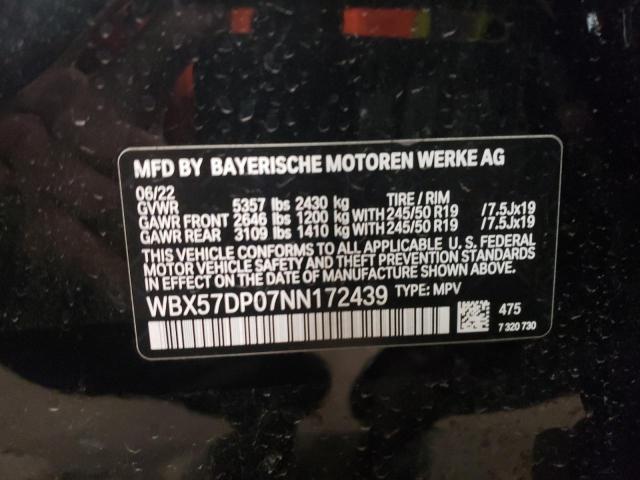 MFD BY BAYERISCHE MOTOREN WERKE AG
06/22
GVWR 5357 lbs 2430 kg TIRE / RIM
GAWR FRONT 2646 lbs 1200 kg WITH 245/50 R19 /7.5Jx19
GAWR REAR 3109 lbs 1410 kg WITH 245/50 R19 /7.5Jx19
THIS VEHICLE CONFORMS TO ALL APPLICABLE U. S. FEDERAL
MOTOR VEHICLE SAFETY, BUMPER, AND THEFT PREVENTION STANDARDS
IN EFFECT ON THE DATE OF MANUFACTURE SHOWN ABOVE.
WBX57DP07NN172439 TYPE: MPV
475
7 320 730